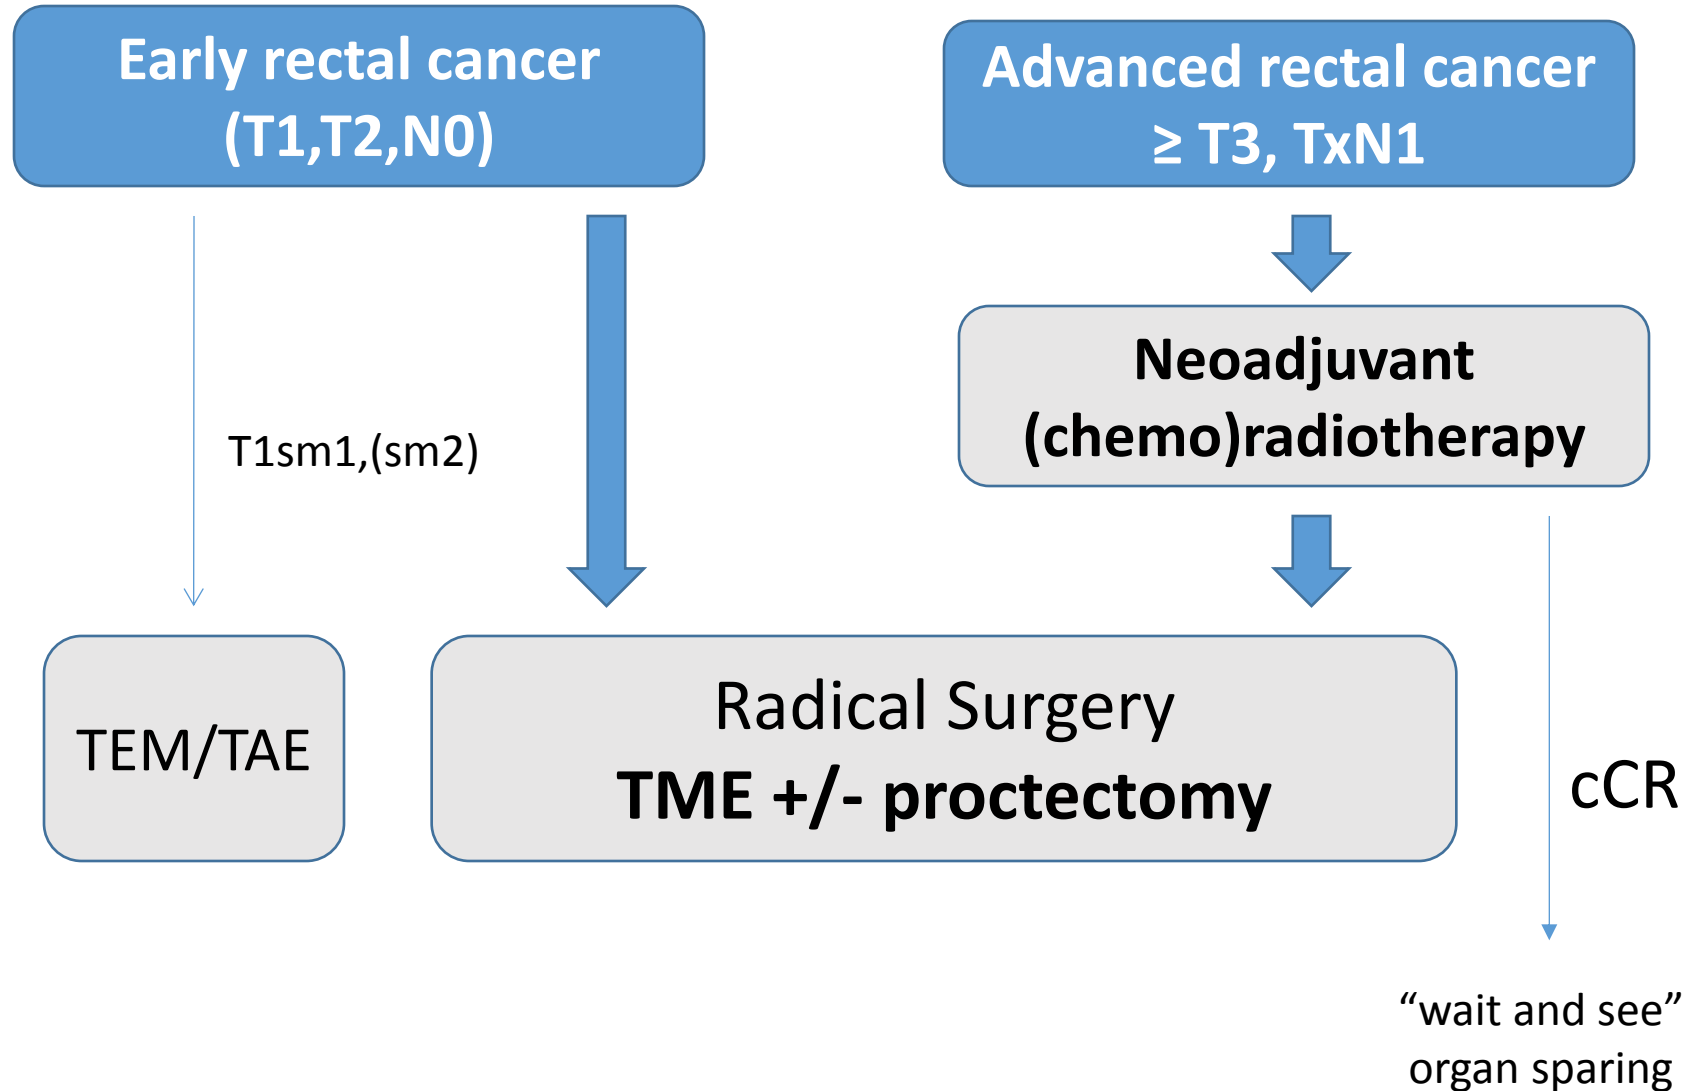 Early rectal cancer
(T1,T2,N0)
Advanced rectal cancer
≥ T3, TxN1
Neoadjuvant
(chemo)radiotherapy
T1sm1,(sm2)
TEM/TAE
Radical Surgery
TME +/- proctectomy
cCR
“wait and see”
organ sparing